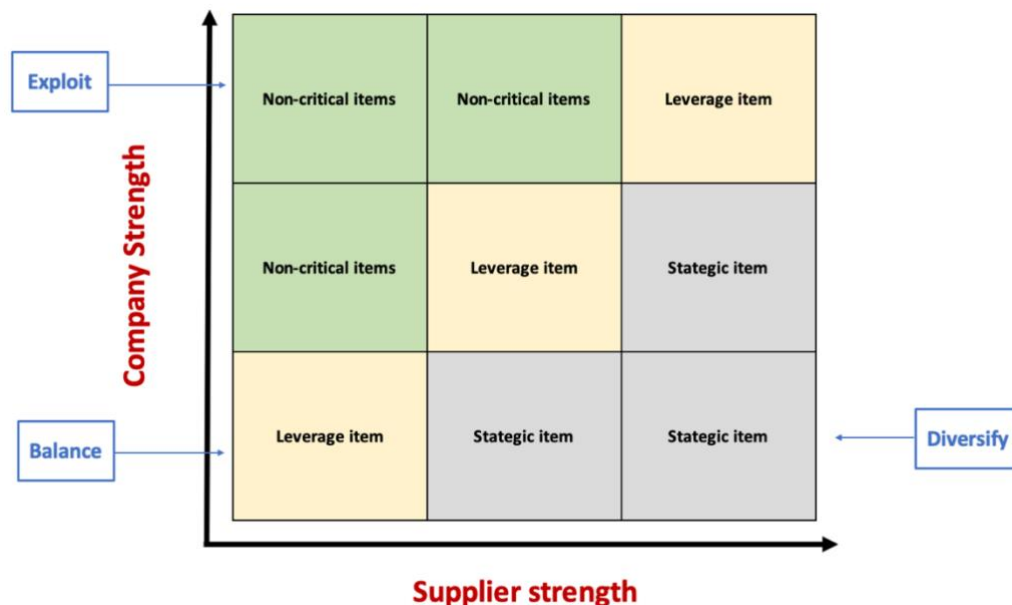 Exploit
Non-critical items
Non-critical items
Leverage item
Company Strength
Non-critical items
Leverage item
Stategic item
Balance
Leverage item
Stategic item
Stategic item
Diversify
Supplier strength